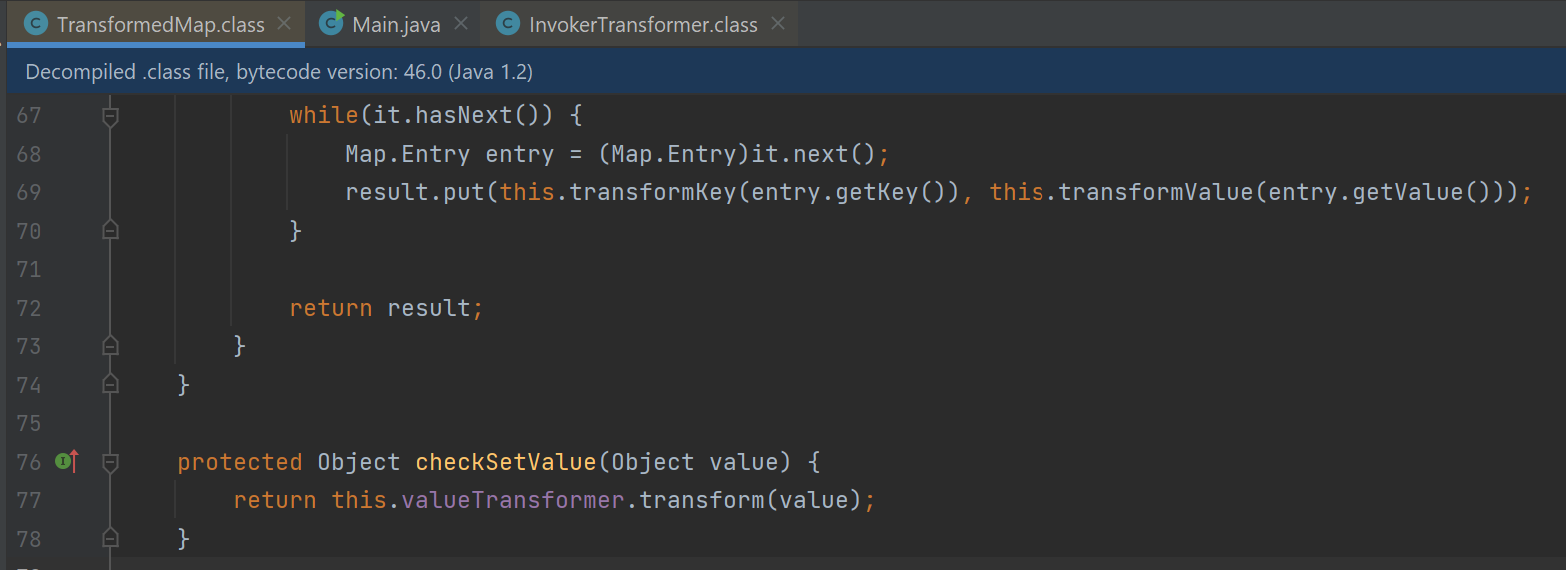 TransformedMap.class Main.java InvokerTransformer.class
Decompiled .class file, bytecode version: 46.0 (Java 1.2)
67 while(it.hasNext()) {
68 Map.Entry entry = (Map.Entry)it.next();
69 result.put(this.transformKey(entry.getKey()), this.transformValue(entry.getValue()));
70 }
71
72 return result;
73 }
74 }
75
76 protected Object checkSetValue(Object value) {
77 return this.valueTransformer.transform(value);
78 }